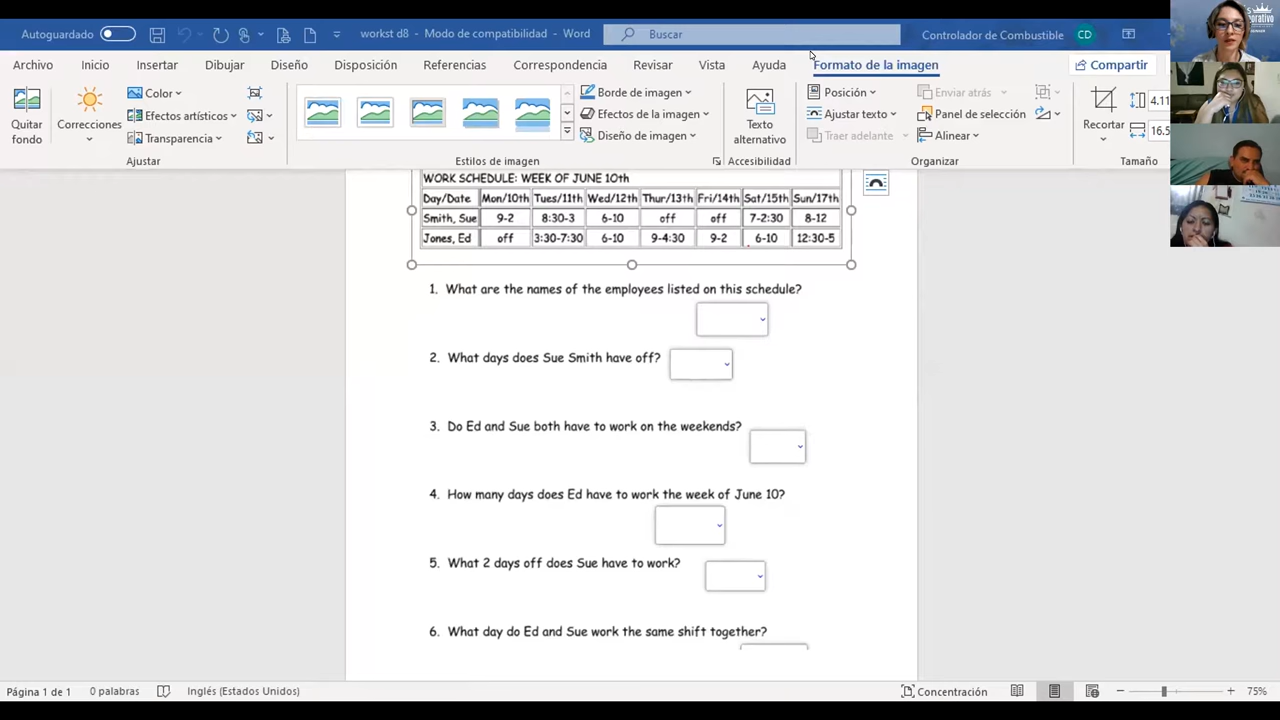 Autoguardado workst d8 - Modo de compatibilidad - Word Buscar Controlador de Combustible CD
Archivo Inicio Insertar Dibujar Diseño Disposición Referencias Correspondencia Revisar Vista Ayuda Formato de la imagen Compartir
Quitar fondo
Correcciones
Color
Efectos artísticos
Transparencia
Ajustar
Estilos de imagen
Borde de imagen
Efectos de la imagen
Diseño de imagen
Texto alternativo
Accesibilidad
Posición
Ajustar texto
Traer adelante
Enviar atrás
Panel de selección
Alinear
Organizar
Recortar
4.11
16.5
Tamaño
WORK SCHEDULE: WEEK OF JUNE 10th
Day/Date Mon/10th Tues/11th Wed/12th Thur/13th Fri/14th Sat/15th Sun/17th
Smith, Sue 9-2 8:30-3 6-10 off off 7-2:30 8-12
Jones, Ed off 3:30-7:30 6-10 9-4:30 9-2 6-10 12:30-5
1. What are the names of the employees listed on this schedule?
2. What days does Sue Smith have off?
3. Do Ed and Sue both have to work on the weekends?
4. How many days does Ed have to work the week of June 10?
5. What 2 days off does Sue have to work?
6. What day do Ed and Sue work the same shift together?
Página 1 de 1 0 palabras Inglés (Estados Unidos) Concentración 75%